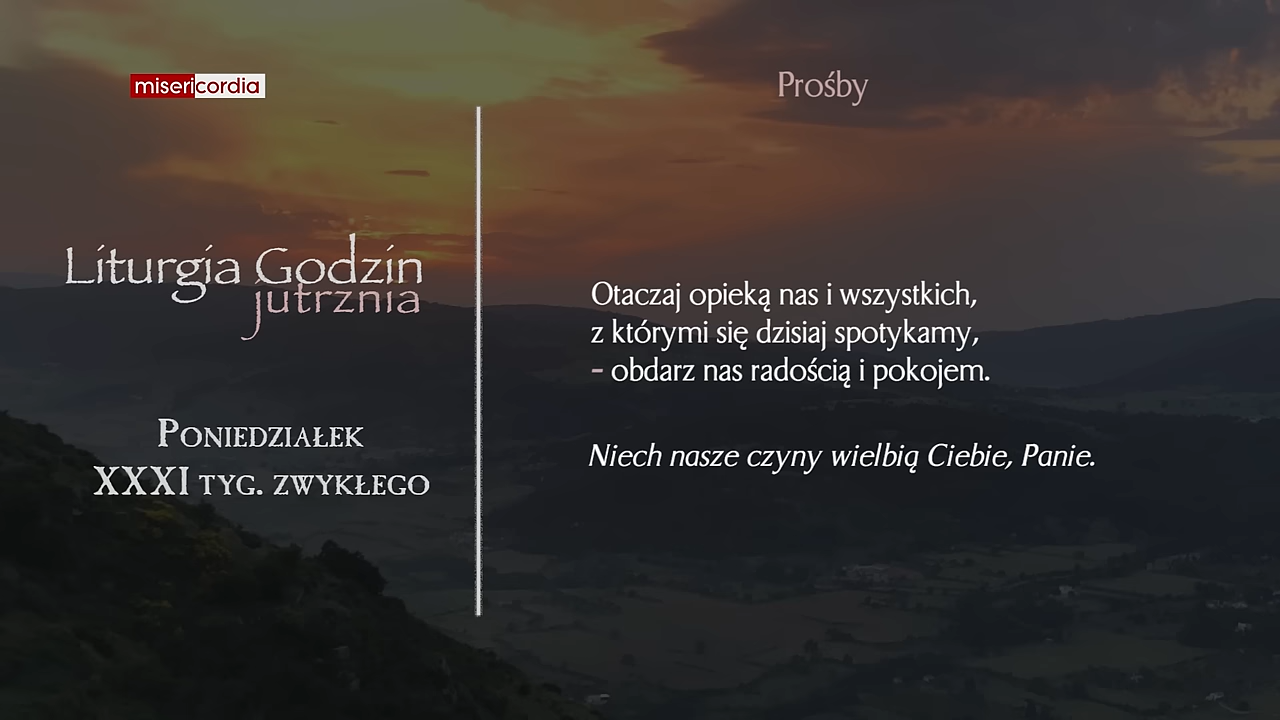 misericordia
Liturgia Godzin
jutrznia
Poniedziałek
XXXI tyg. zwykłego
Prośby
Otaczaj opieką nas i wszystkich,
z którymi się dzisiaj spotykamy,
- obdarz nas radością i pokojem.
Niech nasze czyny wielbią Ciebie, Panie.